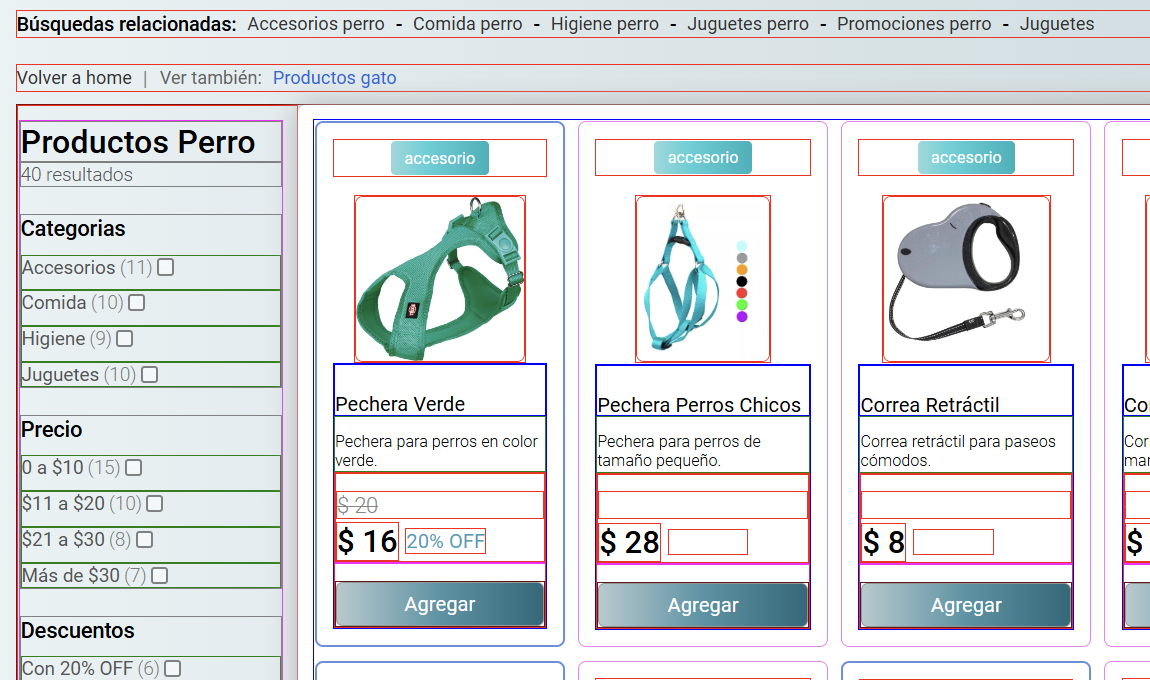 Búsquedas relacionadas: Accesorios perro - Comida perro - Higiene perro - Juguetes perro - Promociones perro - Juguetes
Volver a home | Ver también: Productos gato
Productos Perro
40 resultados
Categorias
Accesorios (11)
Comida (10)
Higiene (9)
Juguetes (10)
Precio
0 a $10 (15)
$11 a $20 (10)
$21 a $30 (8)
Más de $30 (7)
Descuentos
Con 20% OFF (6)
accesorio
Pechera Verde
Pechera para perros en color
verde.
$ 20
$ 16 20% OFF
Agregar
accesorio
Pechera Perros Chicos
Pechera para perros de
tamaño pequeño.
$ 28
Agregar
accesorio
Correa Retráctil
Correa retráctil para paseos
cómodos.
$ 8
Agregar
$